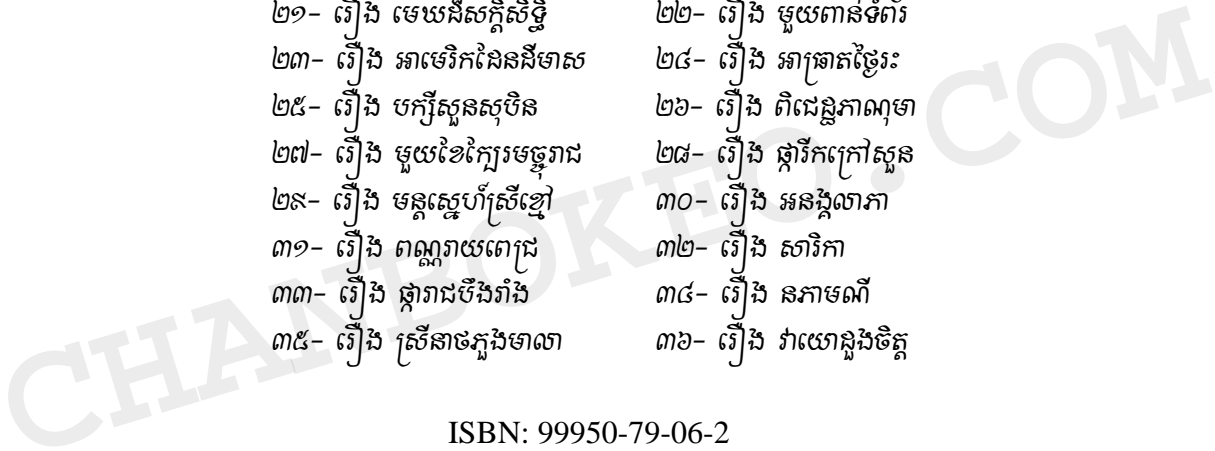 ២១- រឿង មេឃដ៏សក្តិសិទ្ធិ ២២- រឿង មួយពាន់ទំព័រ
២៣- រឿង អាមេរិកដែនដីមាស ២៤- រឿង អាធ្រាតថ្ងៃរះ
២៥- រឿង បក្សីសួនសុបិន ២៦- រឿង ពិជេដ្ឋភាណុមា
២៧- រឿង មួយខែក្បែរមច្ចុរាជ ២៨- រឿង ផ្ការីកក្រៅសួន
២៩- រឿង មន្តស្នេហ៍ស្រីខ្មៅ ៣០- រឿង អនង្គលាភា
៣១- រឿង ពណ្ណរាយពេជ្រ ៣២- រឿង សារិកា
៣៣- រឿង ផ្ការាជបឹងរាំង ៣៤- រឿង នភាមណី
៣៥- រឿង ស្រីនាថភួងមាលា ៣៦- រឿង វាយោដួងចិត្ត
ISBN: 99950-79-06-2
CHANBOKEO.COM